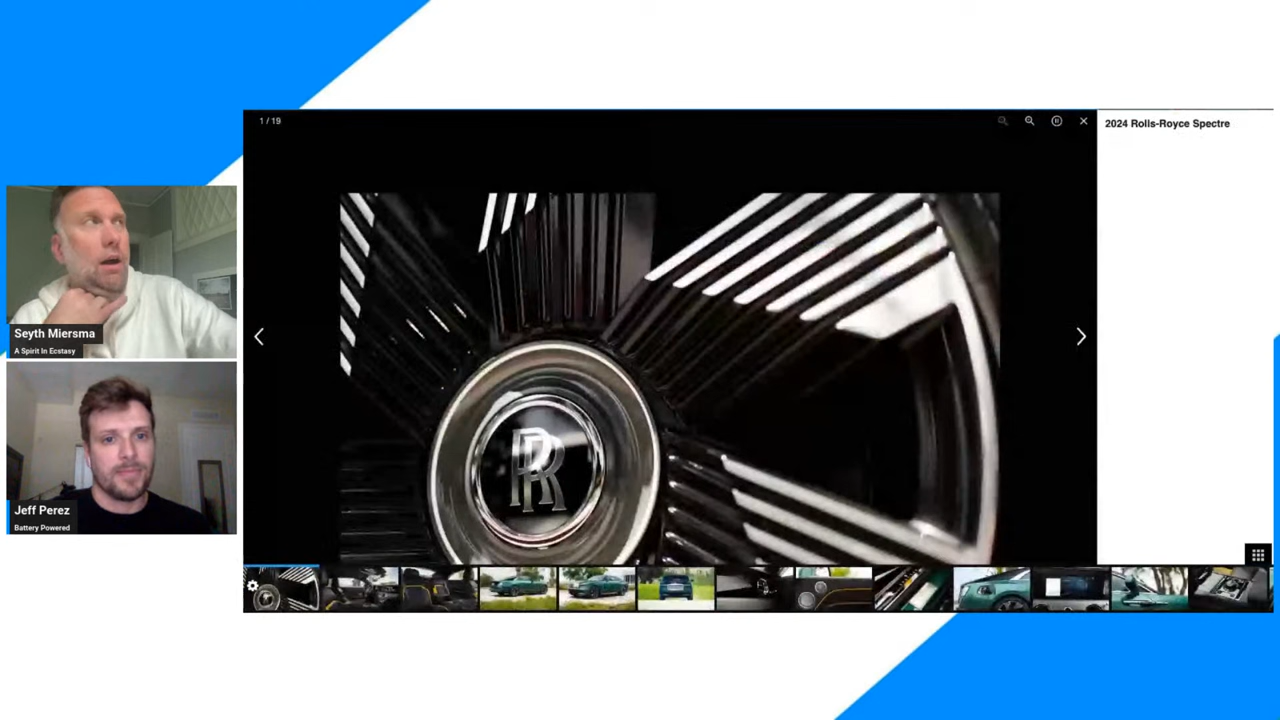 1 / 19
2024 Rolls-Royce Spectre
Seyth Miersma
A Spirit In Ecstasy
RR
Jeff Perez
Battery Powered